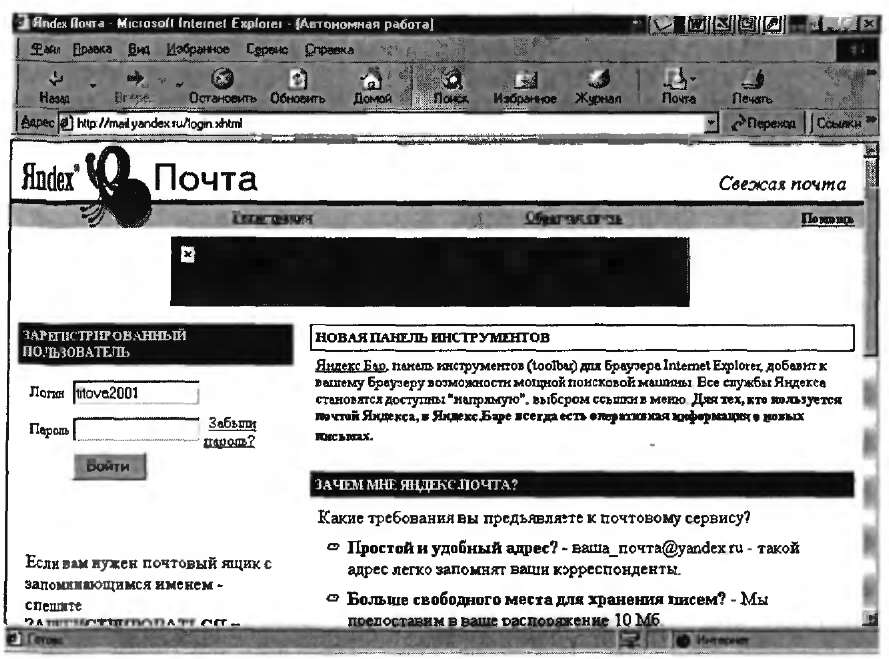 Яndex Почта - Microsoft Internet Explorer - [Автономная работа]
Файл Правка Вид Избранное Сервис Справка
Назад Вперед Остановить Обновить Домой Поиск Избранное Журнал Почта Печать
Адрес http://mail.yandex.ru/login.xhtml Переход Ссылки
Яndex Почта
Свежая почта
Регистрация Обратная связь Помощь
ЗАРЕГИСТРИРОВАННЫЙ
ПОЛЬЗОВАТЕЛЬ
Логин titova2001
Пароль Забыли
пароль?
Войти
Если вам нужен почтовый ящик с
запоминающимся именем -
спешите
НОВАЯ ПАНЕЛЬ ИНСТРУМЕНТОВ
Яндекс Бар, панель инструментов (toolbar) для браузера Internet Explorer, добавит к
вашему браузеру возможности мощной поисковой машины. Все службы Яндекса
становятся доступны "напрямую", выбором ссылки в меню. Для тех, кто пользуется
почтой Яндекса, в Яндекс.Баре всегда есть оперативная информация о новых
письмах.
ЗАЧЕМ МНЕ ЯНДЕКС.ПОЧТА?
Какие требования вы предъявляете к почтовому сервису?
Простой и удобный адрес? - ваша_почта@yandex.ru - такой
адрес легко запомнят ваши корреспонденты.
Больше свободного места для хранения писем? - Мы
предоставим в ваше распоряжение 10 Мб
Готово Интернет